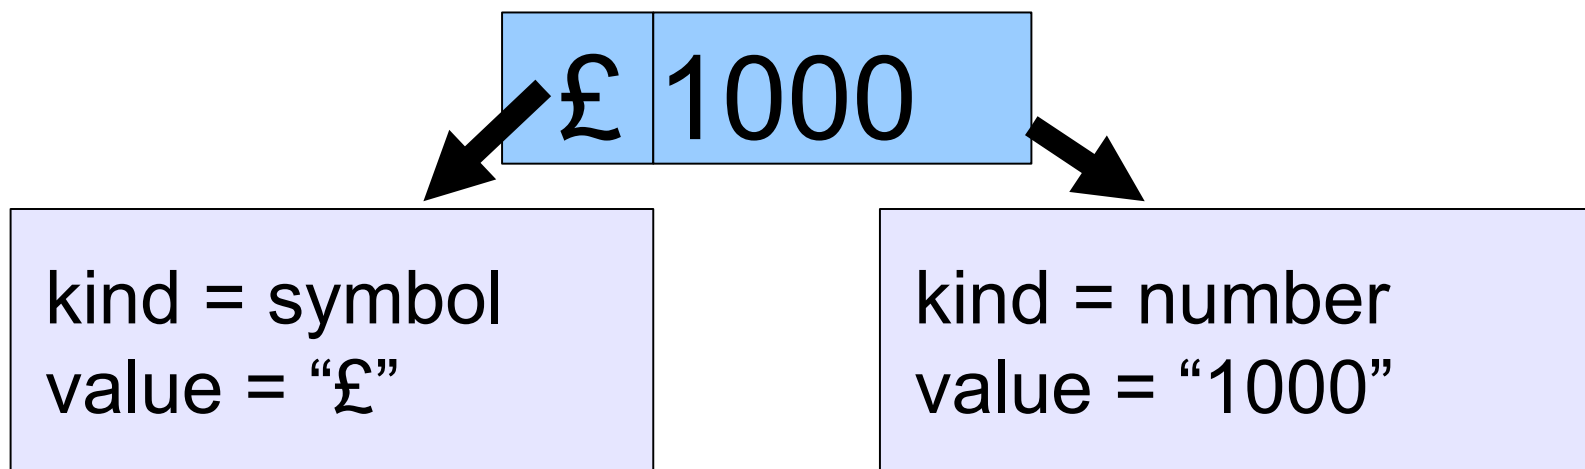 £ 1000
kind = symbol
value = “£”
kind = number
value = “1000”